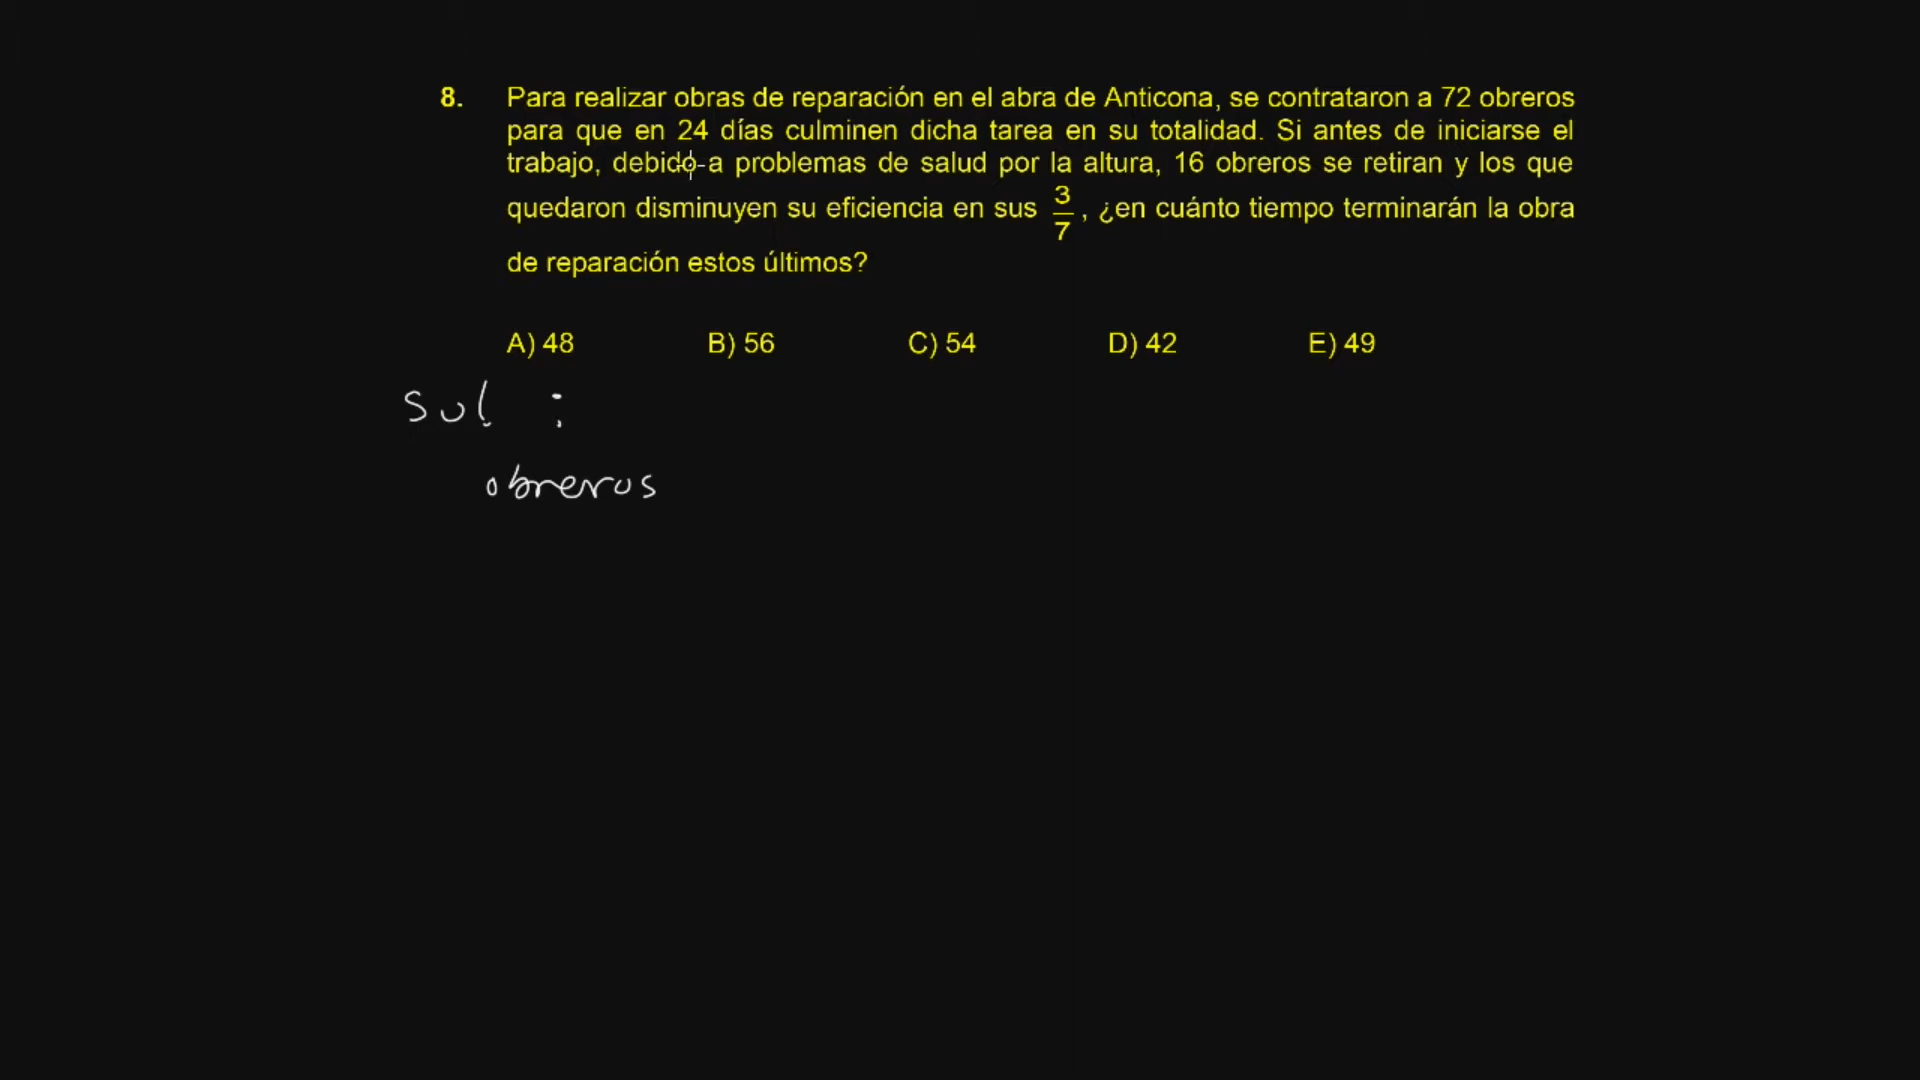 8. Para realizar obras de reparación en el abra de Anticona, se contrataron a 72 obreros
para que en 24 días culminen dicha tarea en su totalidad. Si antes de iniciarse el
trabajo, debido a problemas de salud por la altura, 16 obreros se retiran y los que
quedaron disminuyen su eficiencia en sus 3/7, ¿en cuánto tiempo terminarán la obra
de reparación estos últimos?
A) 48 B) 56 C) 54 D) 42 E) 49
Sol :
obreros